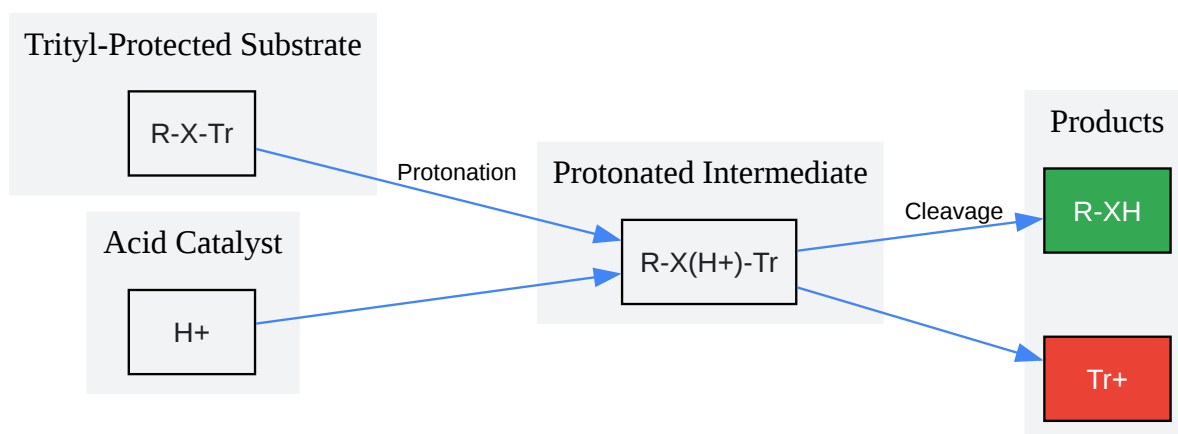 Trityl-Protected Substrate
R-X-Tr
Acid Catalyst
H+
Protonation
Protonated Intermediate
R-X(H+)-Tr
Cleavage
Products
R-XH
Tr+